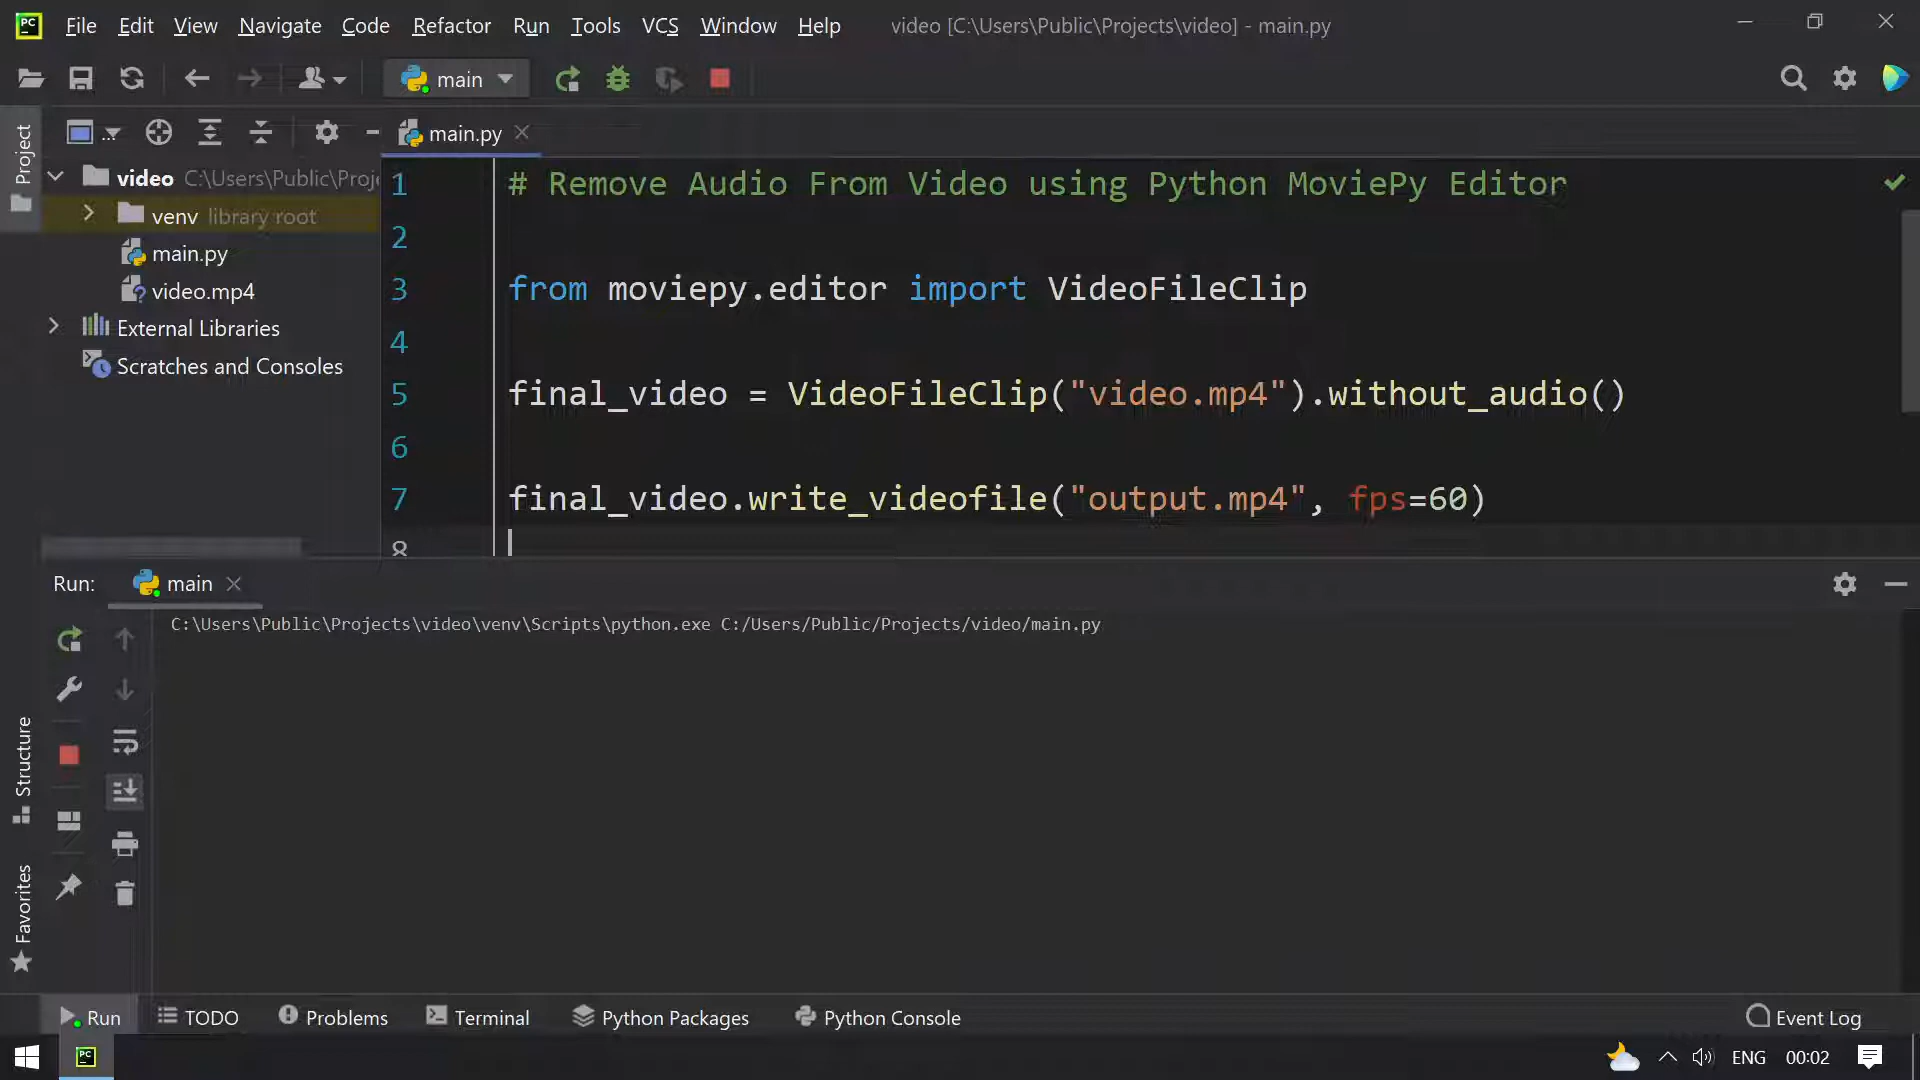 PC File Edit View Navigate Code Refactor Run Tools VCS Window Help video [C:\Users\Public\Projects\video] - main.py
main
Project
... main.py
video C:\Users\Public\Proj
venv library root
main.py
video.mp4
External Libraries
Scratches and Consoles
1 # Remove Audio From Video using Python MoviePy Editor
2
3 from moviepy.editor import VideoFileClip
4
5 final_video = VideoFileClip("video.mp4").without_audio()
6
7 final_video.write_videofile("output.mp4", fps=60)
8
Run: main
C:\Users\Public\Projects\video\venv\Scripts\python.exe C:/Users/Public/Projects/video/main.py
Structure
Favorites
Run TODO Problems Terminal Python Packages Python Console Event Log
PC ENG 00:02